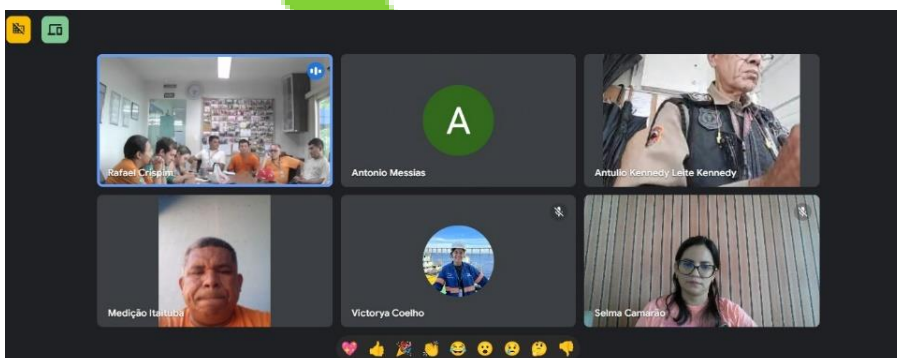 A
Rafael Crispim
Antonio Messias
Antulio Kennedy Leite Kennedy
Medição Itaituba
Victorya Coelho
Selma Camarão